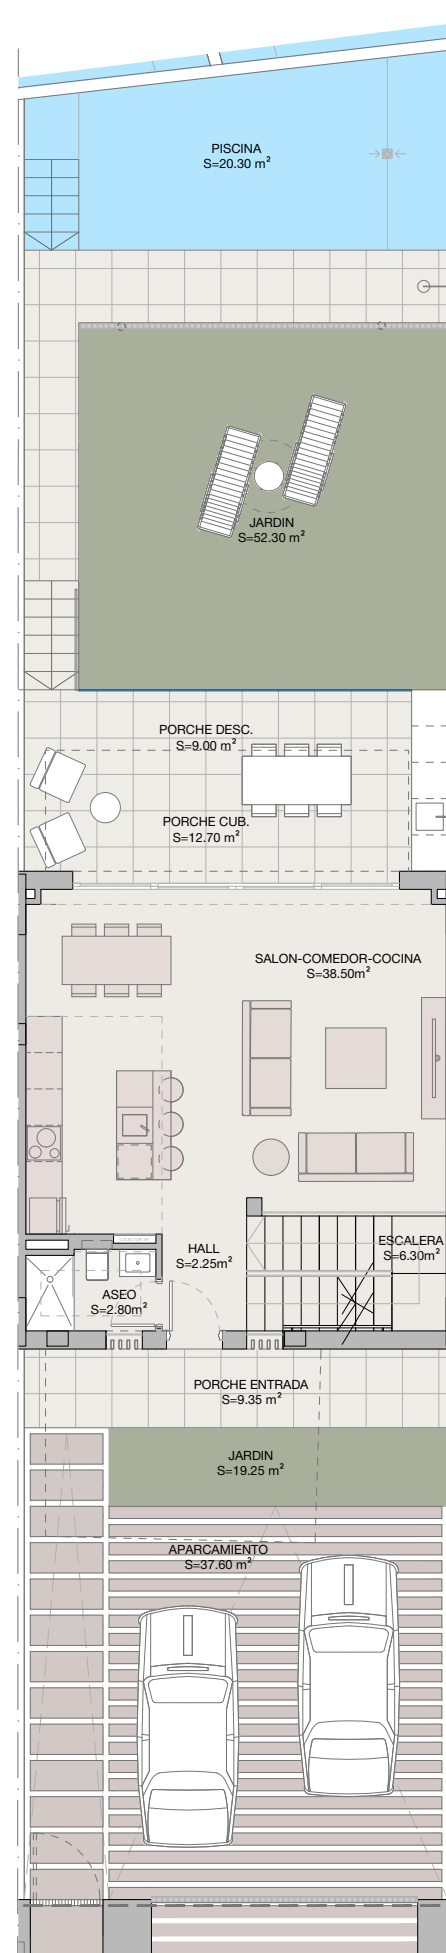 PISCINA
S=20.30 m²
JARDIN
S=52.30 m²
PORCHE DESC.
S=9.00 m²
PORCHE CUB.
S=12.70 m²
SALON-COMEDOR-COCINA
S=38.50m²
HALL
S=2.25m²
ESCALERA
S=6.30m²
ASEO
S=2.80m²
PORCHE ENTRADA
S=9.35 m²
JARDIN
S=19.25 m²
APARCAMIENTO
S=37.60 m²